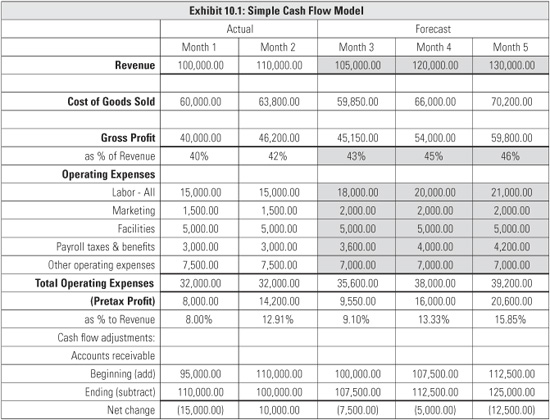 Exhibit 10.1: Simple Cash Flow Model
Actual Forecast
Month 1 Month 2 Month 3 Month 4 Month 5
Revenue 100,000.00 110,000.00 105,000.00 120,000.00 130,000.00
Cost of Goods Sold 60,000.00 63,800.00 59,850.00 66,000.00 70,200.00
Gross Profit 40,000.00 46,200.00 45,150.00 54,000.00 59,800.00
as % of Revenue 40% 42% 43% 45% 46%
Operating Expenses
Labor - All 15,000.00 15,000.00 18,000.00 20,000.00 21,000.00
Marketing 1,500.00 1,500.00 2,000.00 2,000.00 2,000.00
Facilities 5,000.00 5,000.00 5,000.00 5,000.00 5,000.00
Payroll taxes & benefits 3,000.00 3,000.00 3,600.00 4,000.00 4,200.00
Other operating expenses 7,500.00 7,500.00 7,000.00 7,000.00 7,000.00
Total Operating Expenses 32,000.00 32,000.00 35,600.00 38,000.00 39,200.00
(Pretax Profit) 8,000.00 14,200.00 9,550.00 16,000.00 20,600.00
as % to Revenue 8.00% 12.91% 9.10% 13.33% 15.85%
Cash flow adjustments:
Accounts receivable
Beginning (add) 95,000.00 110,000.00 100,000.00 107,500.00 112,500.00
Ending (subtract) 110,000.00 100,000.00 107,500.00 112,500.00 125,000.00
Net change (15,000.00) 10,000.00 (7,500.00) (5,000.00) (12,500.00)